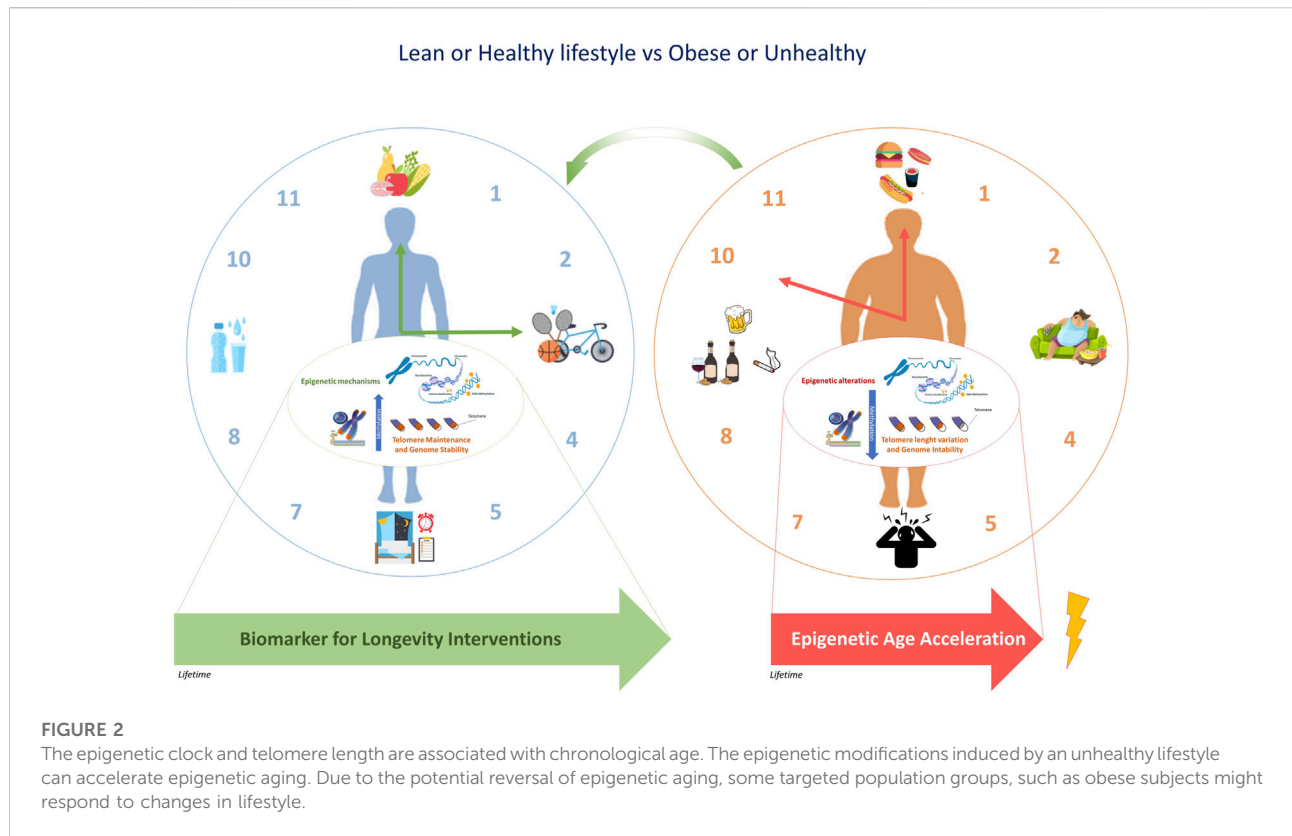 Lean or Healthy lifestyle vs Obese or Unhealthy
11
1
10
2
8
4
7
5
Epigenetic mechanisms
Methylation
Telomere
Telomere Maintenance
and Genome Stability
11
1
10
2
8
4
7
5
Epigenetic alterations
Methylation
Telomere
Telomere lenght variation
and Genome Intability
Biomarker for Longevity Interventions
Lifetime
Epigenetic Age Acceleration
Lifetime
FIGURE 2
The epigenetic clock and telomere length are associated with chronological age. The epigenetic modifications induced by an unhealthy lifestyle
can accelerate epigenetic aging. Due to the potential reversal of epigenetic aging, some targeted population groups, such as obese subjects might
respond to changes in lifestyle.